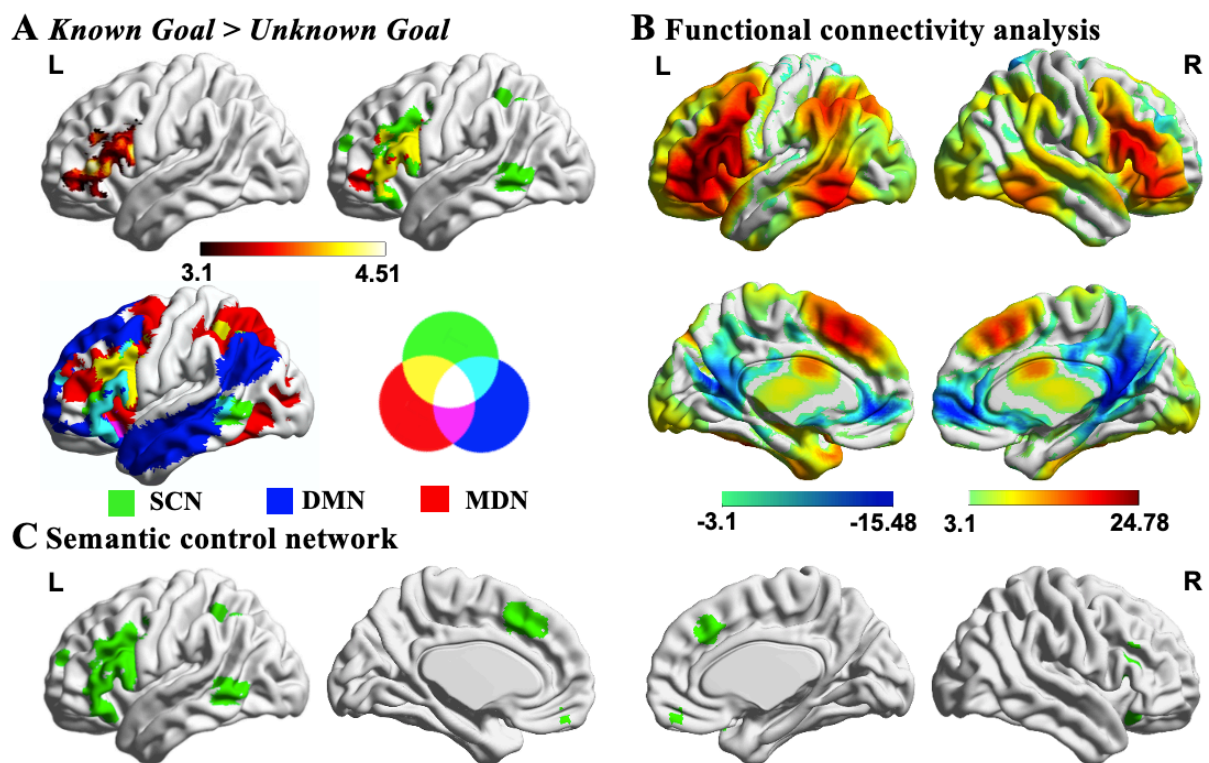 A Known Goal > Unknown Goal
B Functional connectivity analysis
L
L
R
3.1
4.51
SCN
DMN
MDN
-3.1
-15.48
3.1
24.78
C Semantic control network
L
R